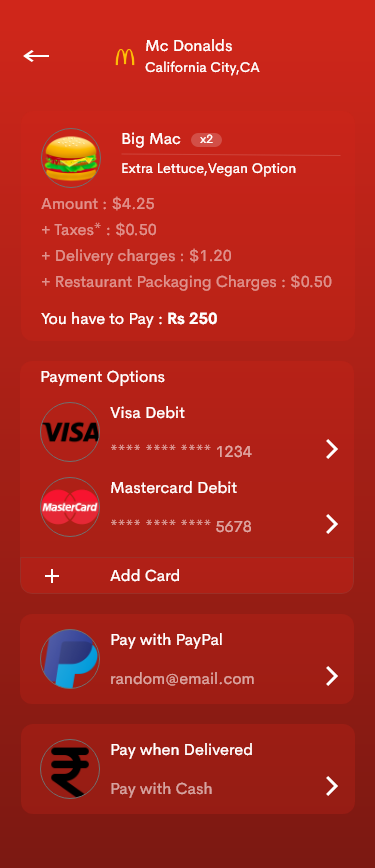 Mc Donalds
California City,CA
Big Mac x2
Extra Lettuce,Vegan Option
Amount : $4.25
+ Taxes* : $0.50
+ Delivery charges : $1.20
+ Restaurant Packaging Charges : $0.50
You have to Pay : Rs 250
Payment Options
VISA
Visa Debit
**** **** **** 1234
MasterCard
Mastercard Debit
**** **** **** 5678
+ Add Card
Pay with PayPal
random@email.com
₹
Pay when Delivered
Pay with Cash